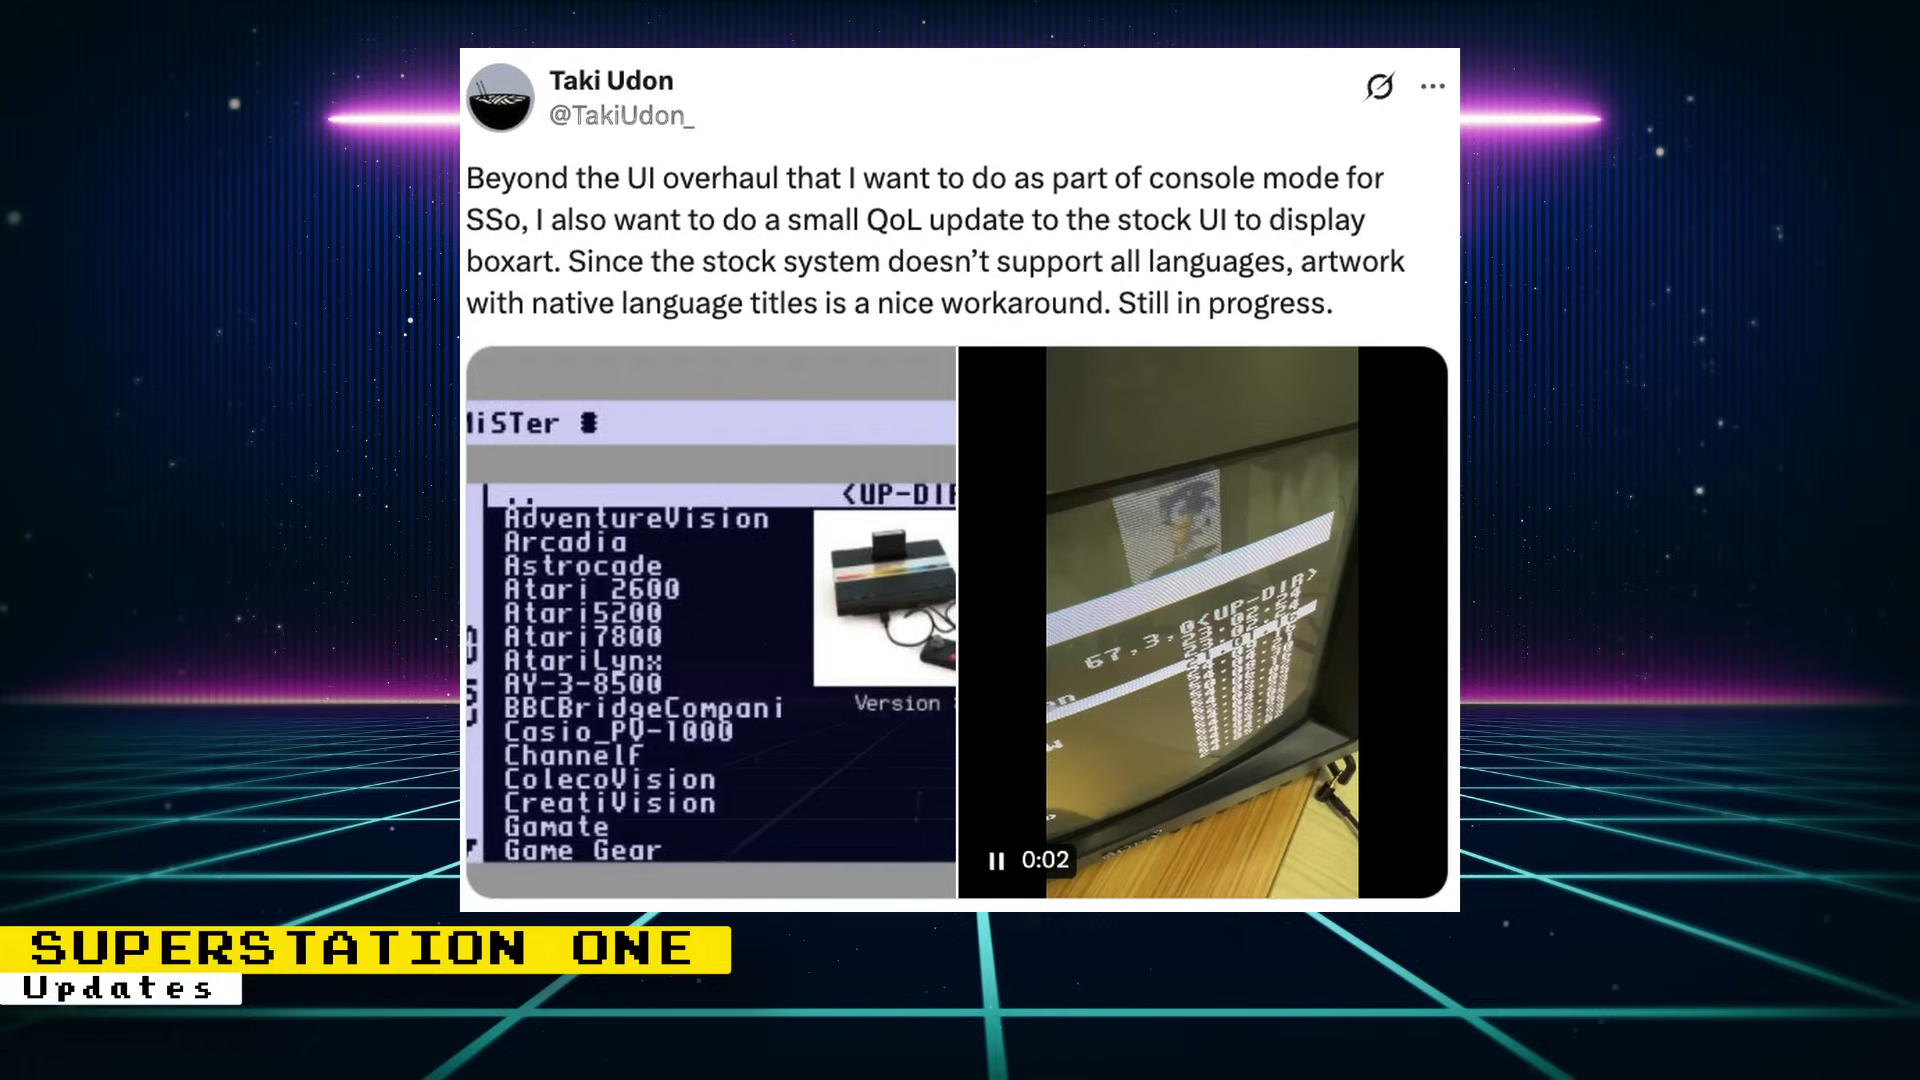 Taki Udon
@TakiUdon_
Beyond the UI overhaul that I want to do as part of console mode for
SSo, I also want to do a small QoL update to the stock UI to display
boxart. Since the stock system doesn’t support all languages, artwork
with native language titles is a nice workaround. Still in progress.
MiSTer
<UP-DIR
AdventureVision
Arcadia
Astrocade
Atari 2600
Atari5200
Atari7800
AtariLynx
AY-3-8500
BBCBridgeCompani
Casio_PV-1000
ChannelF
ColecoVision
CreatiVision
Gamate
Game Gear
Version
<UP-DIR>
0:02
SUPERSTATION ONE
Updates